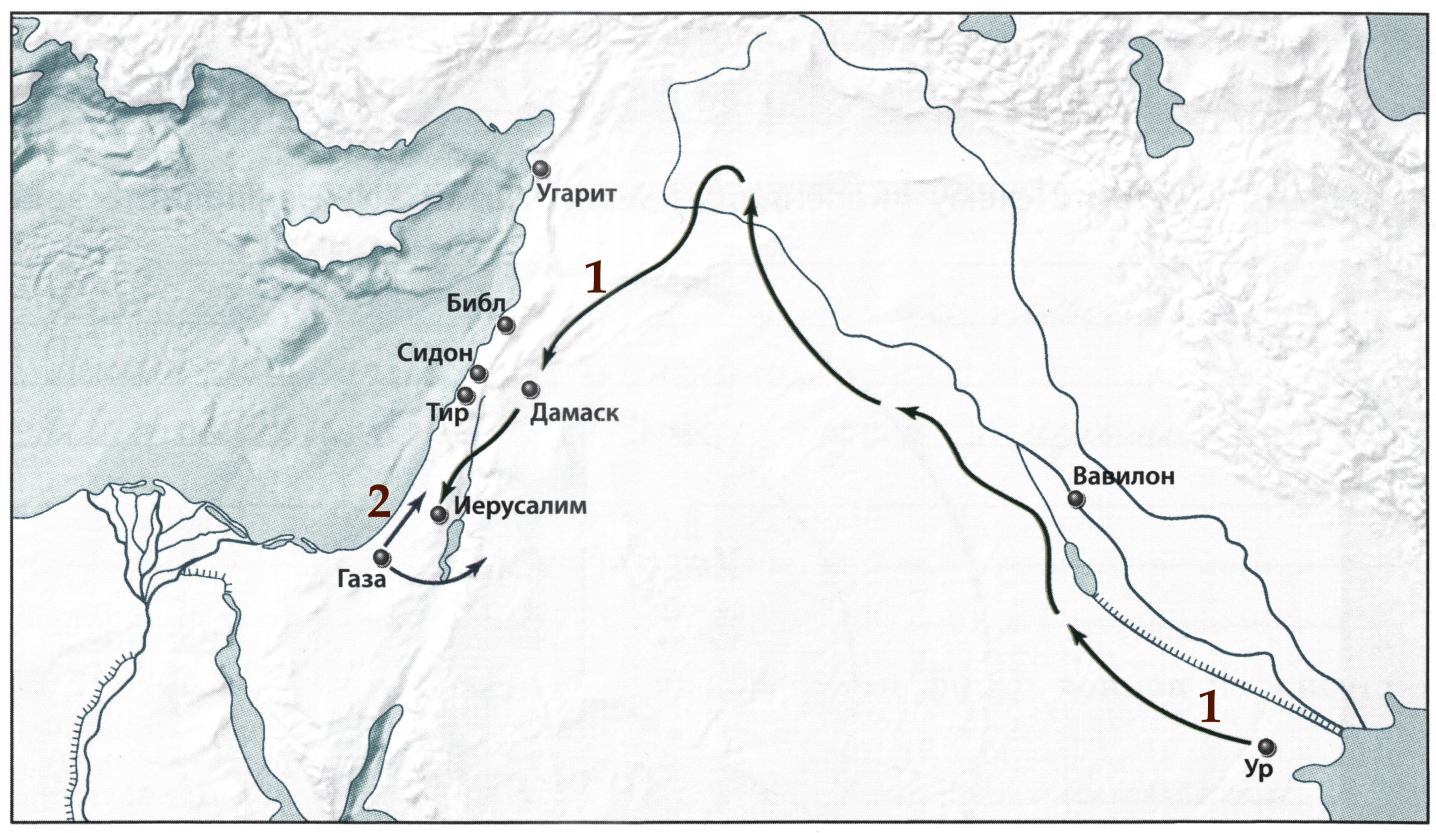 Угарит
1
Библ
Сидон
Тир
Дамаск
Вавилон
2
Иерусалим
Газа
1
Ур